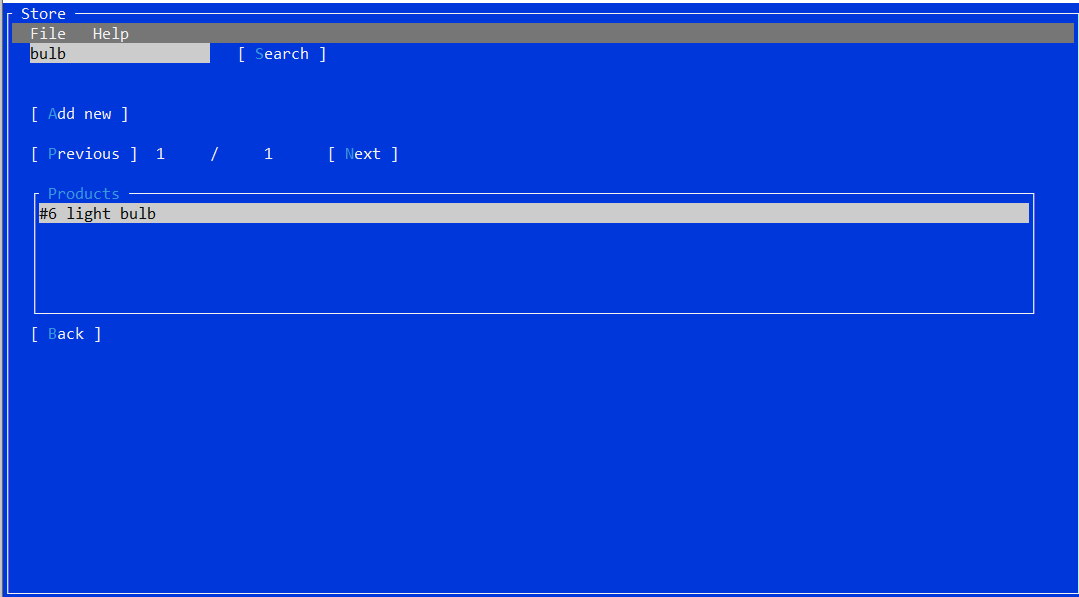 Store
File Help
bulb [ Search ]
[ Add new ]
[ Previous ] 1 / 1 [ Next ]
Products
#6 light bulb
[ Back ]